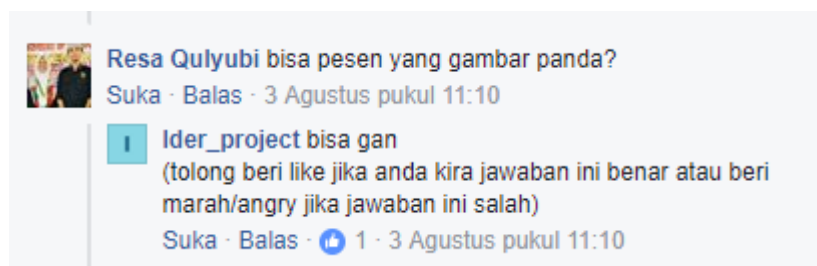 Resa Qulyubi bisa pesen yang gambar panda?
Suka · Balas · 3 Agustus pukul 11:10
I
Ider_project bisa gan
(tolong beri like jika anda kira jawaban ini benar atau beri
marah/angry jika jawaban ini salah)
Suka · Balas · 1 · 3 Agustus pukul 11:10